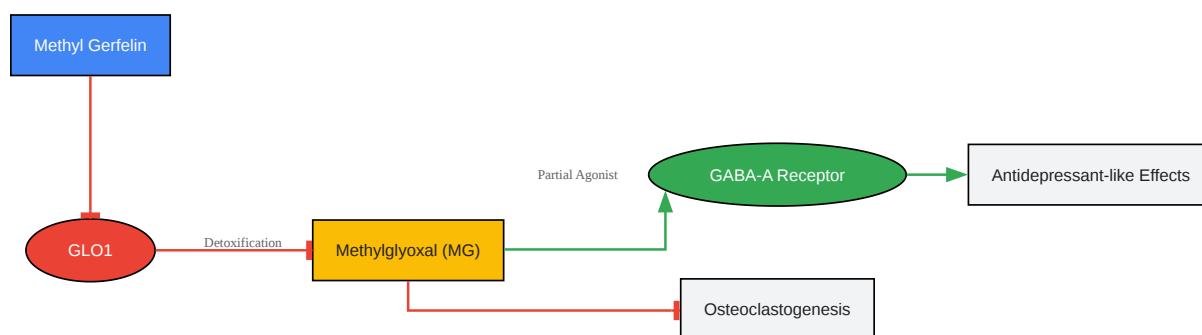 Methyl Gerfelin
Partial Agonist
GABA-A Receptor
Antidepressant-like Effects
GLO1
Detoxification
Methylglyoxal (MG)
Osteoclastogenesis